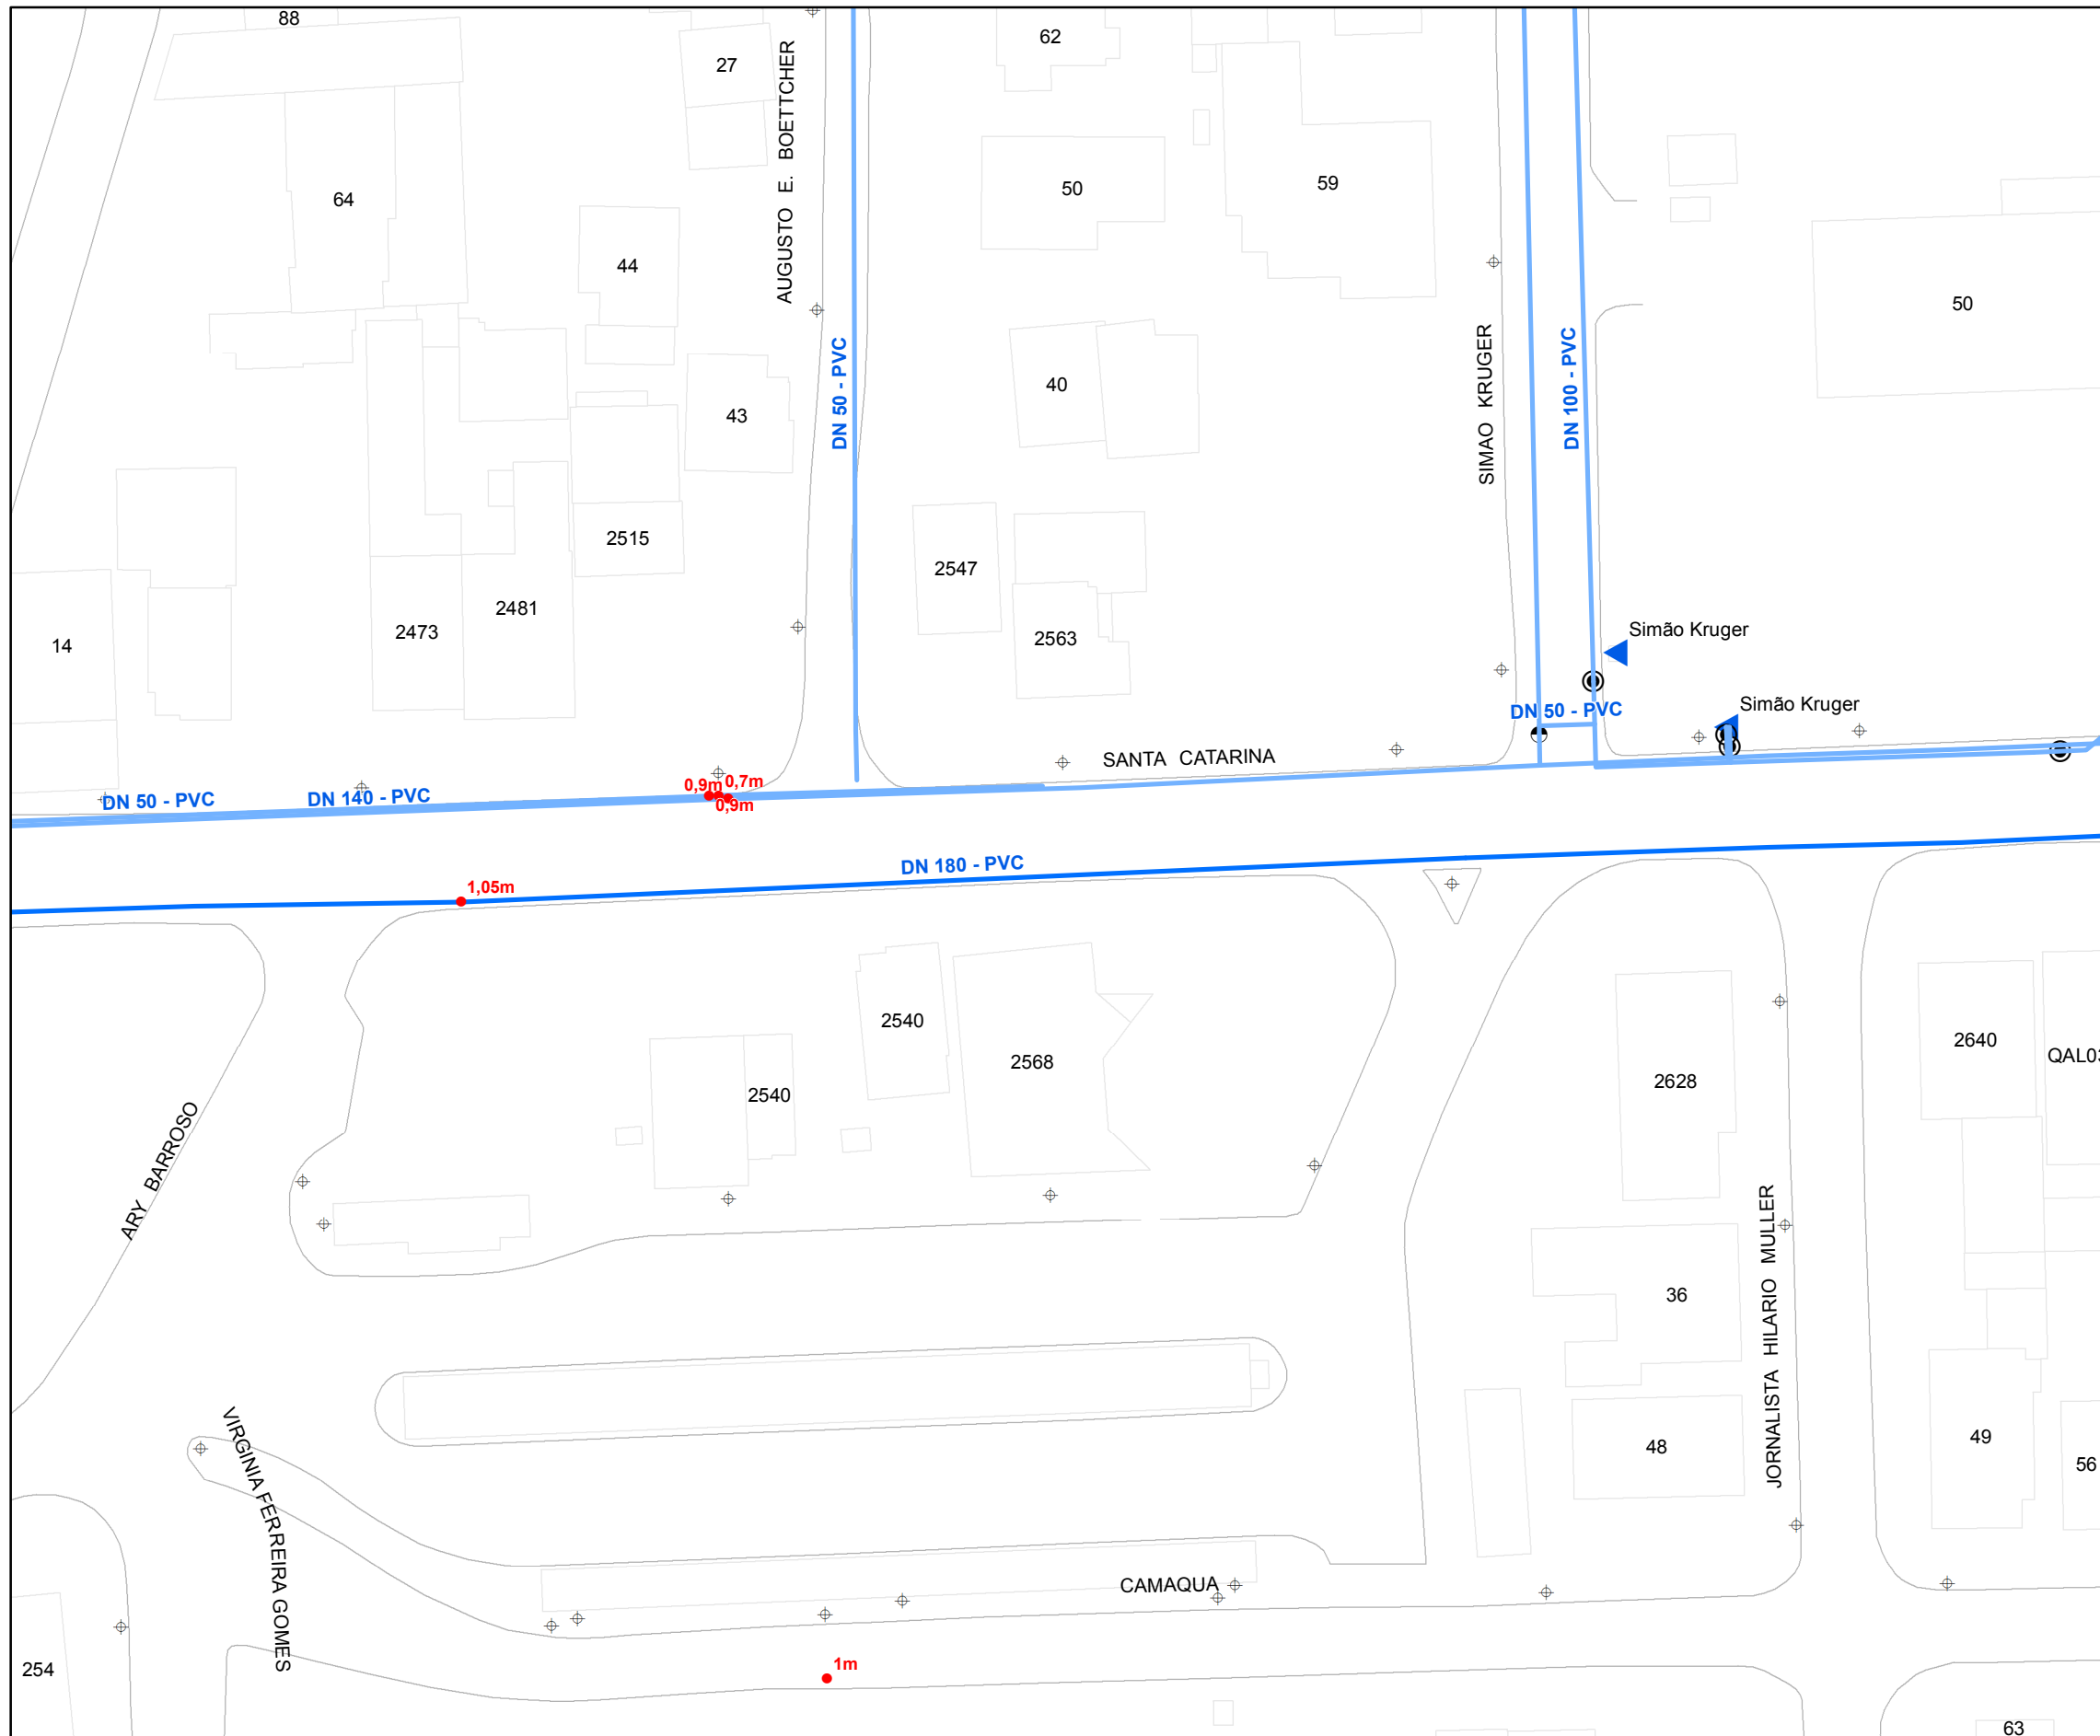 88
62
27
AUGUSTO E. BOETTCHER
64
50
59
44
50
SIMAO KRUGER
DN 50 - PVC
DN 100 - PVC
40
43
2515
2547
2481
2473
2563
14
Simão Kruger
Simão Kruger
DN 50 - PVC
SANTA CATARINA
0,9m
0,7m
0,9m
DN 50 - PVC
DN 140 - PVC
DN 180 - PVC
1,05m
2540
2568
2540
2628
2640
QAL03
ARY BARROSO
JORNALISTA HILARIO MULLER
36
VIRGINIA FERREIRA GOMES
48
49
56
CAMAQUA
254
1m
63